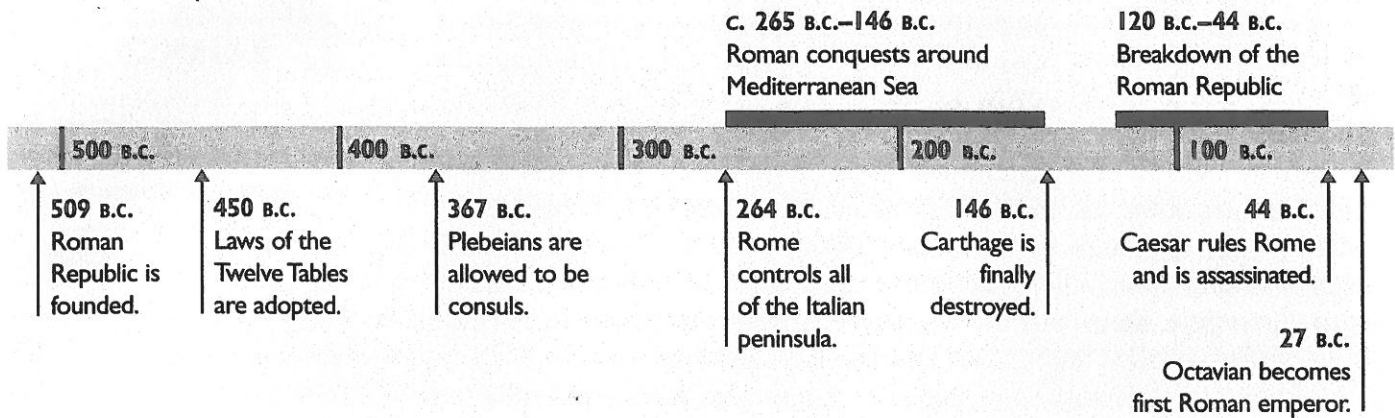 c. 265 B.C.–146 B.C.
Roman conquests around
Mediterranean Sea
120 B.C.–44 B.C.
Breakdown of the
Roman Republic
500 B.C.
400 B.C.
300 B.C.
200 B.C.
100 B.C.
509 B.C.
Roman
Republic is
founded.
450 B.C.
Laws of the
Twelve Tables
are adopted.
367 B.C.
Plebeians are
allowed to be
consuls.
264 B.C.
Rome
controls all
of the Italian
peninsula.
146 B.C.
Carthage is
finally
destroyed.
44 B.C.
Caesar rules Rome
and is assassinated.
27 B.C.
Octavian becomes
first Roman emperor.